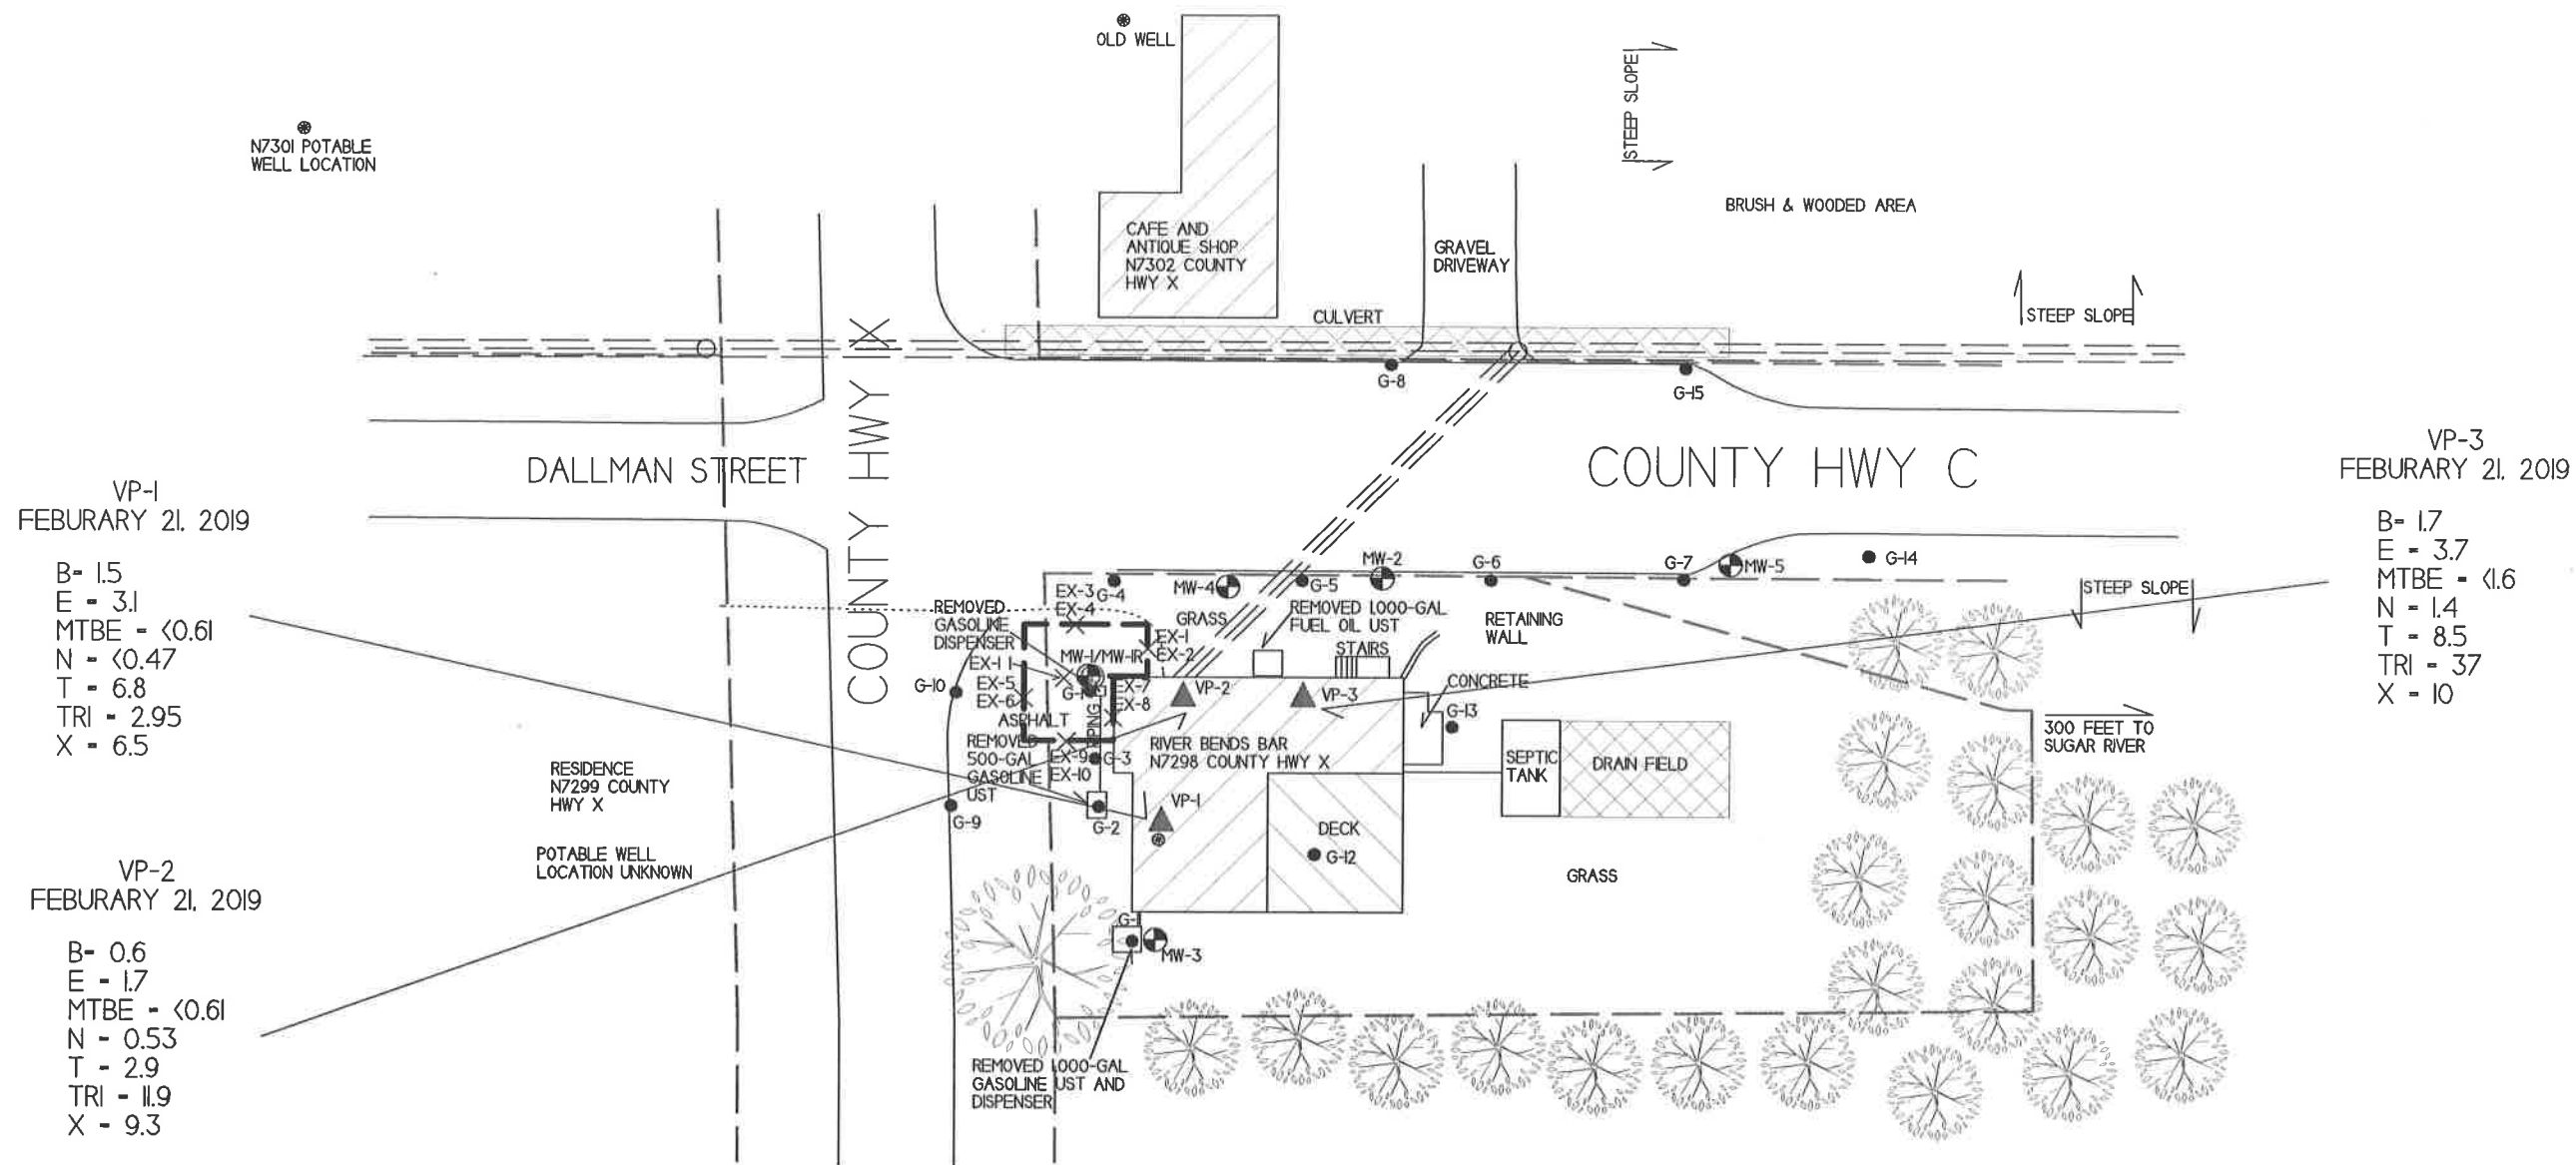 OLD WELL
N7301 POTABLE
WELL LOCATION
STEEP SLOPE
BRUSH & WOODED AREA
CAFE AND
ANTIQUE SHOP
N7302 COUNTY
HWY X
GRAVEL
DRIVEWAY
STEEP SLOPE
CULVERT
G-8
G-15
COUNTY HWY X
DALLMAN STREET
COUNTY HWY C
VP-1
FEBURARY 21, 2019
B- 1.5
E - 3.1
MTBE - <0.61
N - <0.47
T - 6.8
TRI - 2.95
X - 6.5
VP-3
FEBURARY 21, 2019
B- 1.7
E - 3.7
MTBE - <1.6
N - 1.4
T - 8.5
TRI - 37
X - 10
VP-2
FEBURARY 21, 2019
B- 0.6
E - 1.7
MTBE - <0.61
N - 0.53
T - 2.9
TRI - 11.9
X - 9.3
MW-2
G-6
G-7
MW-5
G-14
EX-3
G-4
MW-4
G-5
STEEP SLOPE
EX-4
REMOVED
GASOLINE
DISPENSER
GRASS
REMOVED 1,000-GAL
FUEL OIL UST
RETAINING
WALL
EX-1
EX-2
STAIRS
MW-1/MW-1R
EX-11
EX-5
EX-6
G-10
EX-7
EX-8
VP-2
VP-3
CONCRETE
G-13
ASPHALT
PIPING
300 FEET TO
SUGAR RIVER
REMOVED
500-GAL
GASOLINE
UST
EX-9
EX-10
G-3
RIVER BENDS BAR
N7298 COUNTY HWY X
SEPTIC
TANK
DRAIN FIELD
RESIDENCE
N7299 COUNTY
HWY X
G-9
G-2
VP-1
DECK
G-12
POTABLE WELL
LOCATION UNKNOWN
GRASS
MW-3
REMOVED 1,000-GAL
GASOLINE UST AND
DISPENSER